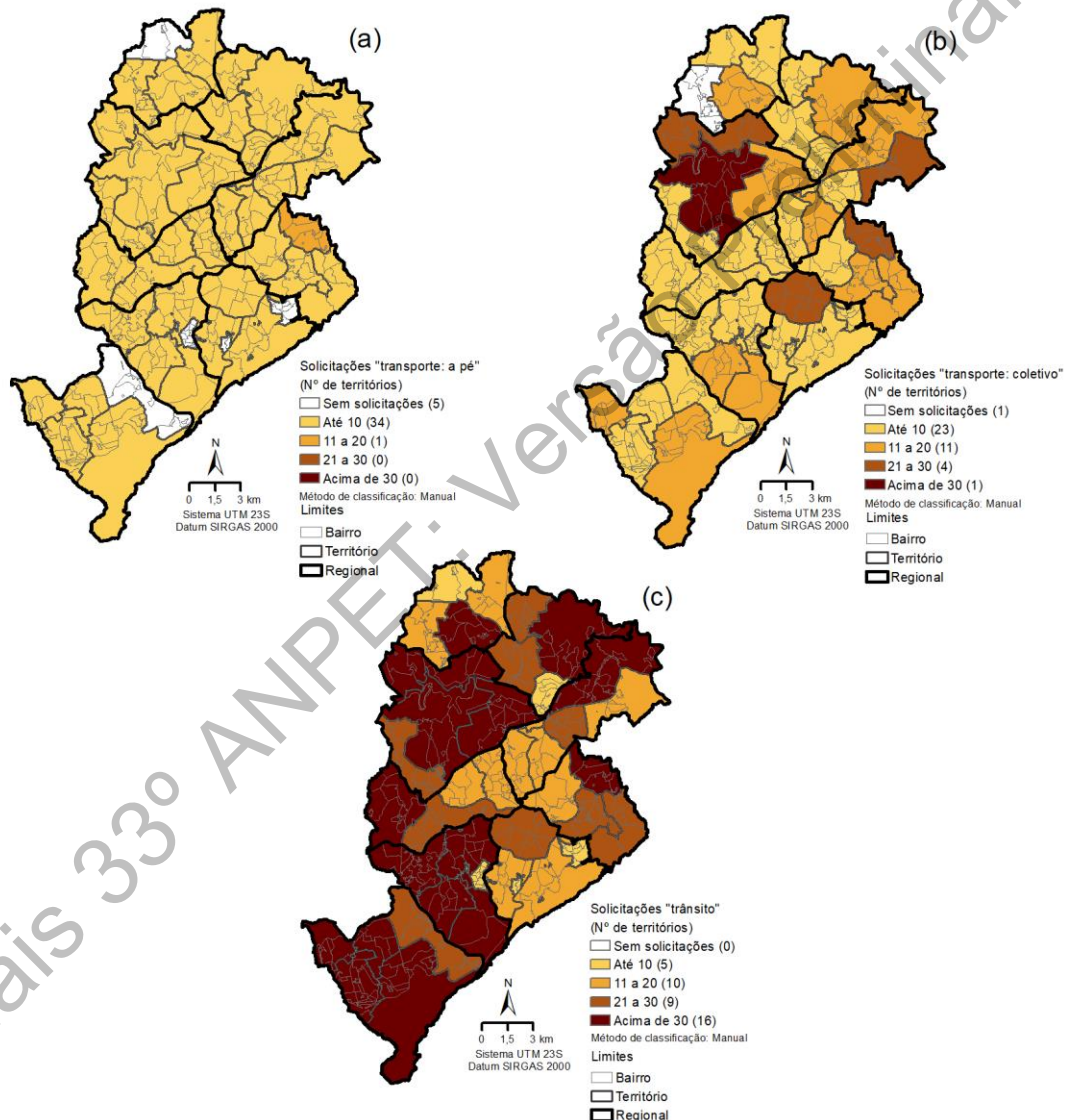 (a)
Solicitações "transporte: a pé"
(Nº de territórios)
Sem solicitações (5)
Até 10 (34)
11 a 20 (1)
21 a 30 (0)
Acima de 30 (0)
Método de classificação: Manual
Limites
Bairro
Território
Regional
N
0 1,5 3 km
Sistema UTM 23S
Datum SIRGAS 2000
(b)
Solicitações "transporte: coletivo"
(Nº de territórios)
Sem solicitações (1)
Até 10 (23)
11 a 20 (11)
21 a 30 (4)
Acima de 30 (1)
Método de classificação: Manual
Limites
Bairro
Território
Regional
N
0 1,5 3 km
Sistema UTM 23S
Datum SIRGAS 2000
(c)
Solicitações "trânsito"
(Nº de territórios)
Sem solicitações (0)
Até 10 (5)
11 a 20 (10)
21 a 30 (9)
Acima de 30 (16)
Método de classificação: Manual
Limites
Bairro
Território
Regional
N
0 1,5 3 km
Sistema UTM 23S
Datum SIRGAS 2000
ais 33º ANPET: Versão